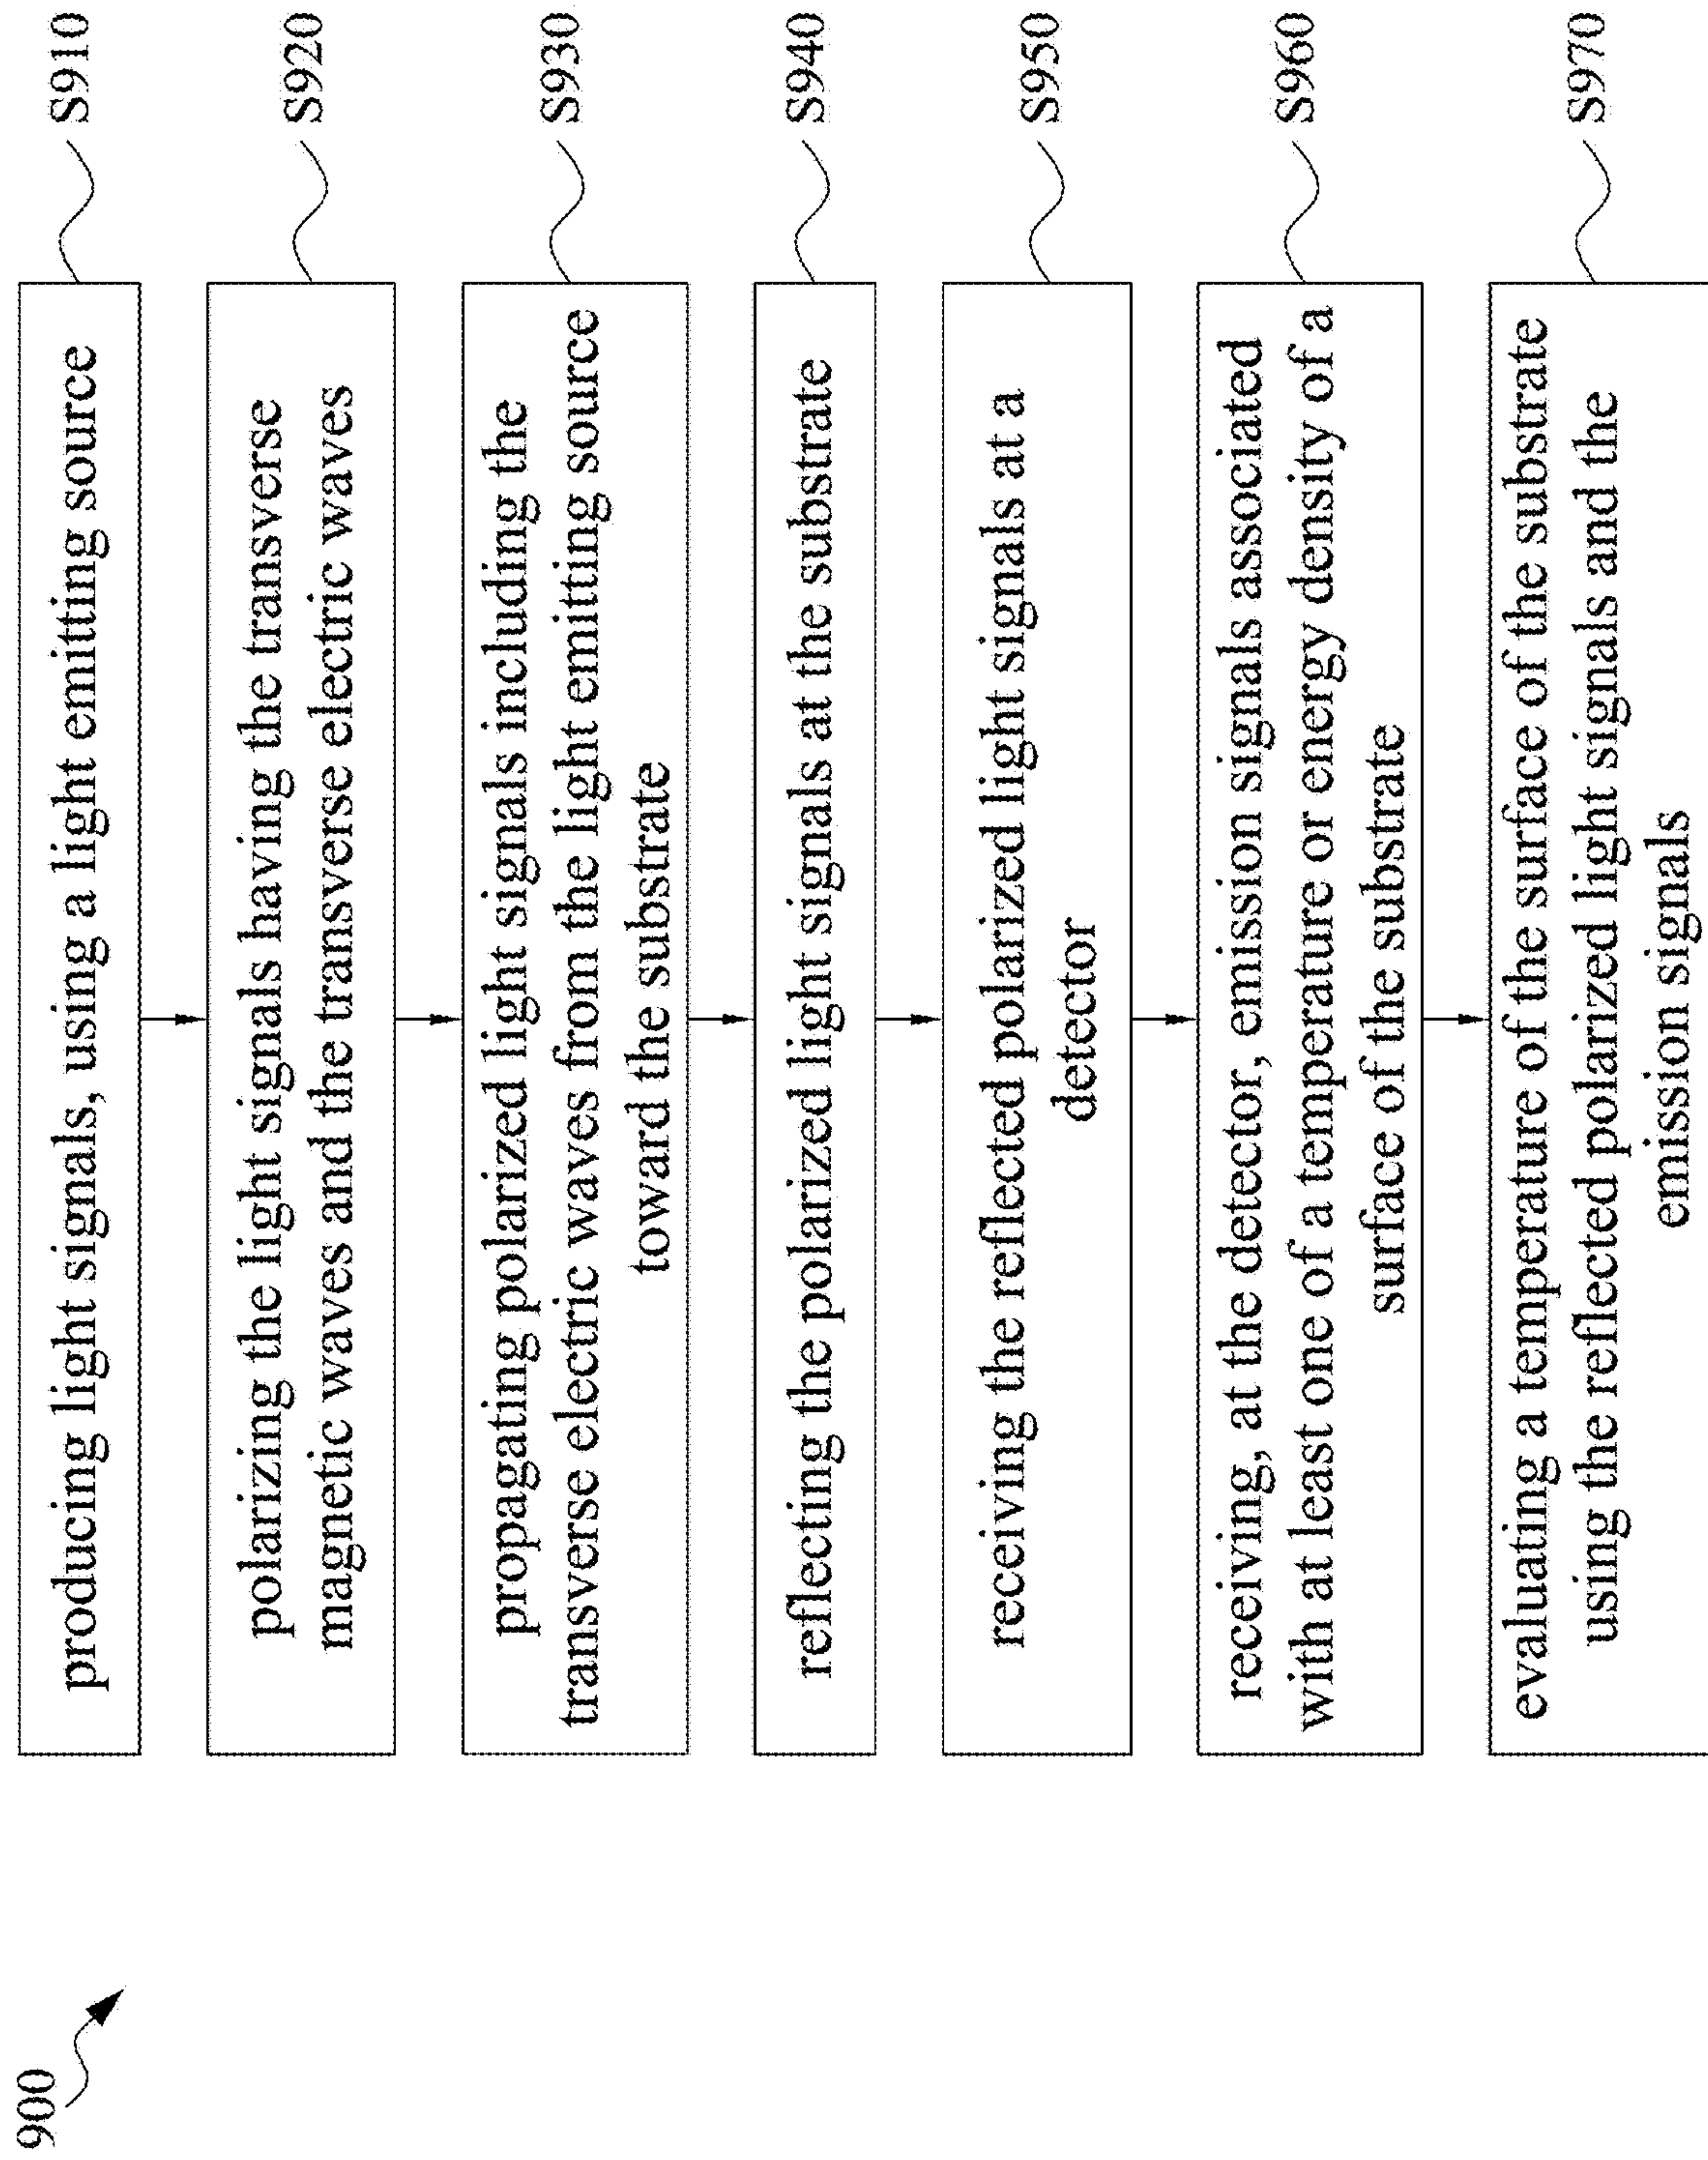 900
producing light signals, using a light emitting source
S910
polarizing the light signals having the transverse
magnetic waves and the transverse electric waves
S920
propagating polarized light signals including the
transverse electric waves from the light emitting source
toward the substrate
S930
reflecting the polarized light signals at the substrate
S940
receiving the reflected polarized light signals at a
detector
S950
receiving, at the detector, emission signals associated
with at least one of a temperature or energy density of a
surface of the substrate
S960
evaluating a temperature of the surface of the substrate
using the reflected polarized light signals and the
emission signals
S970